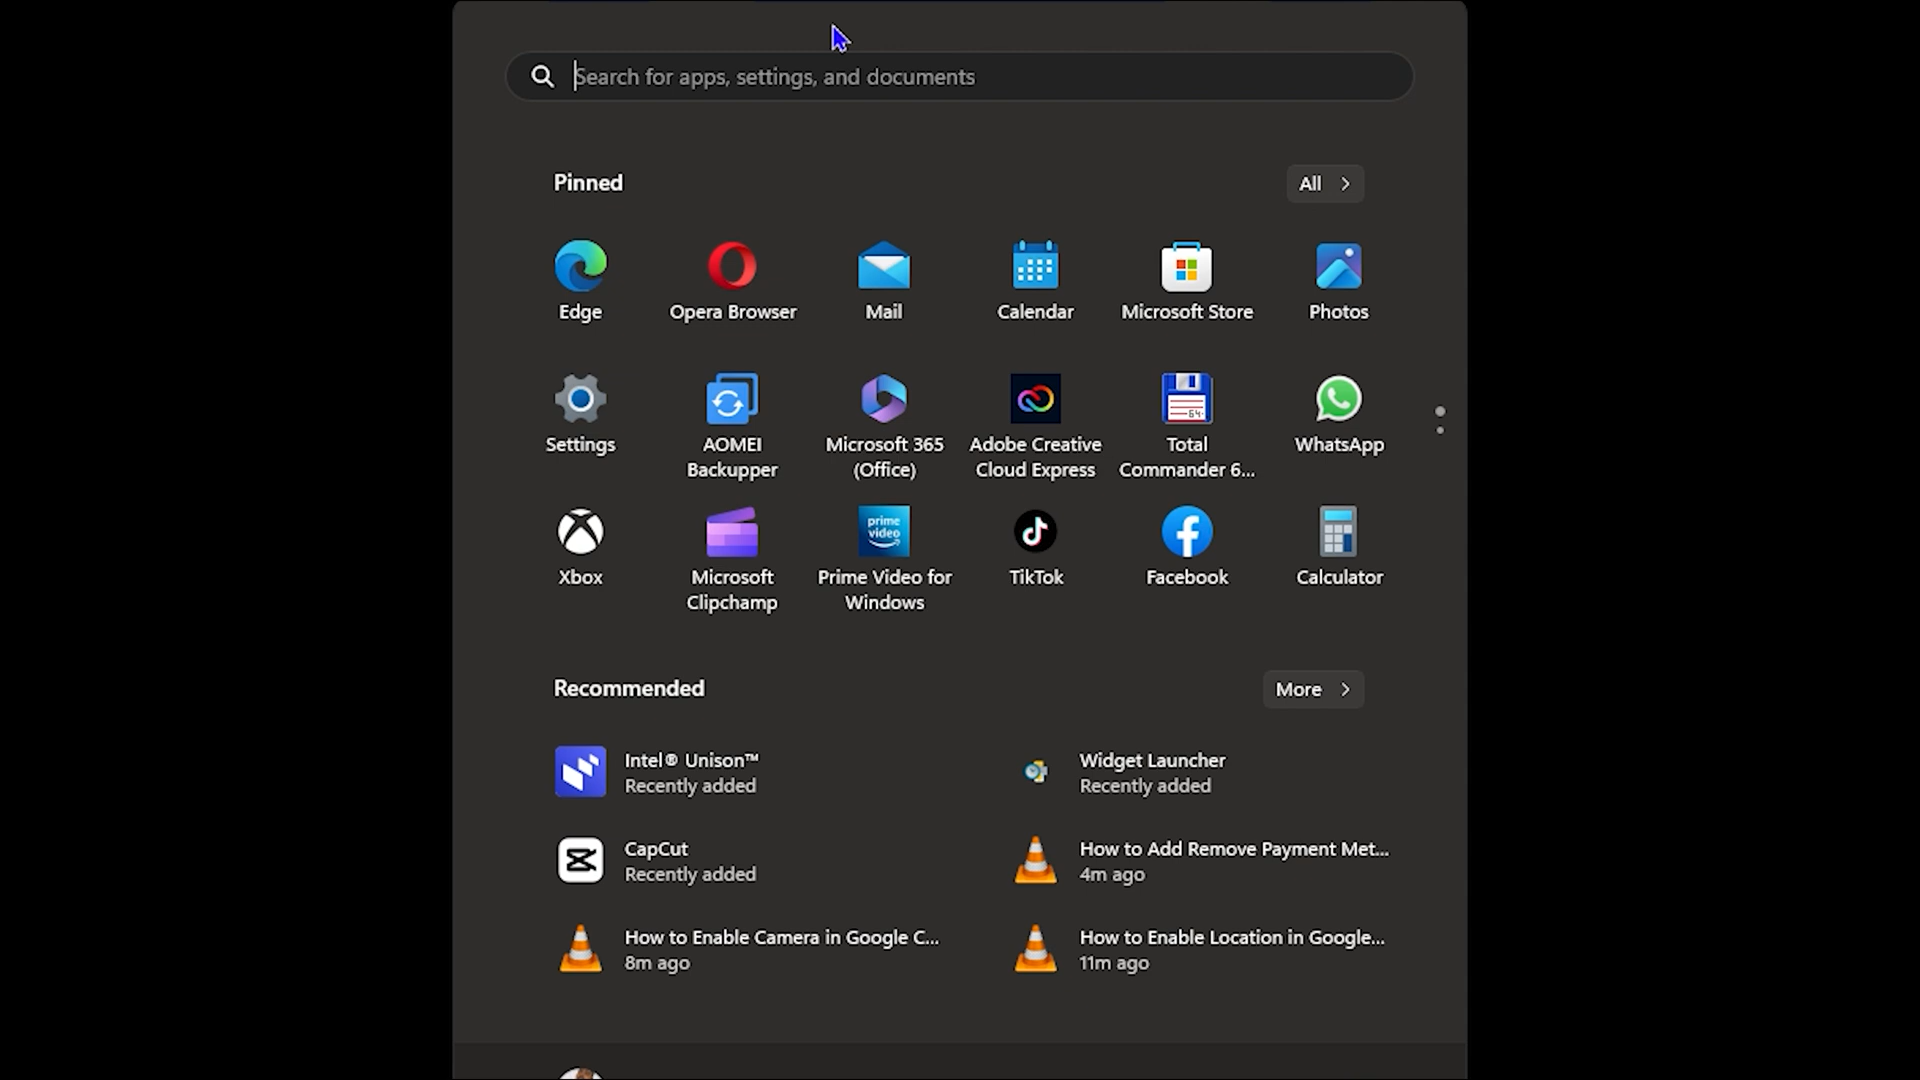 Search for apps, settings, and documents
Pinned
All
Edge
Opera Browser
Mail
Calendar
Microsoft Store
Photos
Settings
AOMEI
Backupper
Microsoft 365
(Office)
Adobe Creative
Cloud Express
64
Total
Commander 6...
WhatsApp
Xbox
Microsoft
Clipchamp
prime
video
Prime Video for
Windows
TikTok
Facebook
Calculator
Recommended
More
Intel® Unison™
Recently added
Widget Launcher
Recently added
CapCut
Recently added
How to Add Remove Payment Met...
4m ago
How to Enable Camera in Google C...
8m ago
How to Enable Location in Google...
11m ago